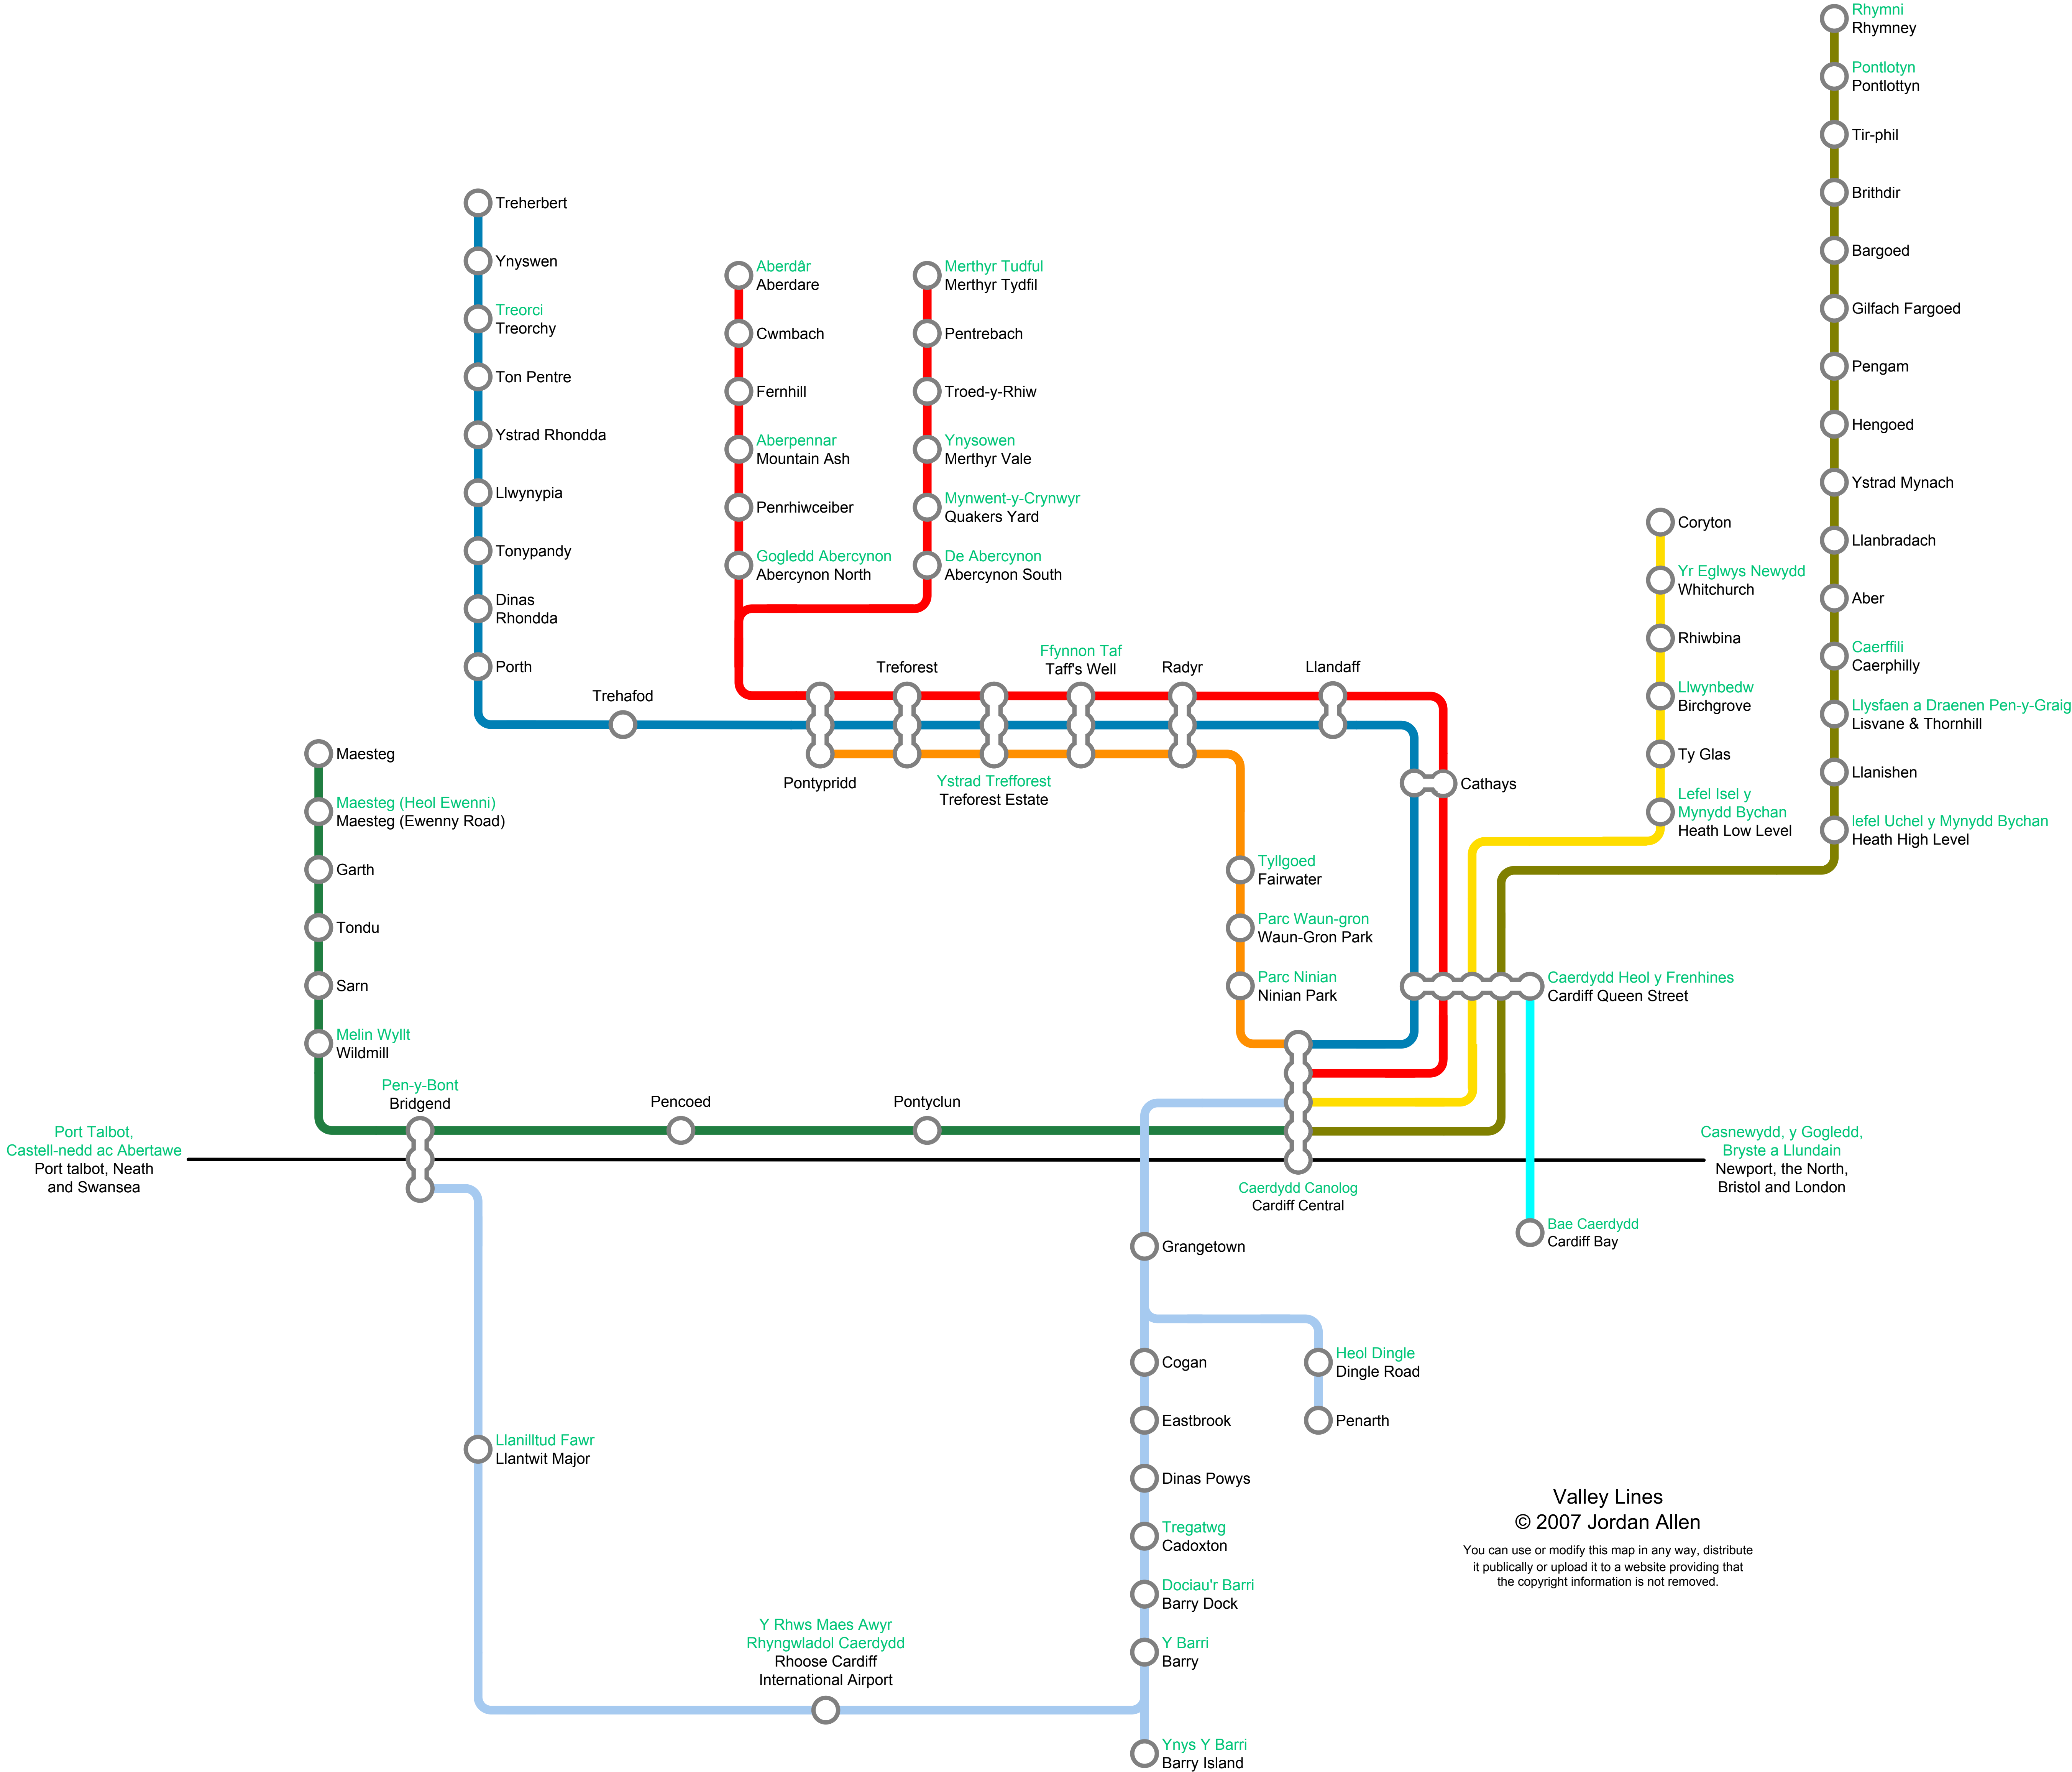 Rhymni
Rhymney
Pontlotyn
Pontlottyn
Tir-phil
Brithdir
Bargoed
Gilfach Fargoed
Pengam
Hengoed
Ystrad Mynach
Llanbradach
Aber
Caerffili
Caerphilly
Llysfaen a Draenen Pen-y-Graig
Lisvane & Thornhill
Llanishen
lefel Uchel y Mynydd Bychan
Heath High Level
Treherbert
Ynyswen
Treorci
Treorchy
Ton Pentre
Ystrad Rhondda
Llwynypia
Tonypandy
Dinas
Rhondda
Porth
Trehafod
Aberdâr
Aberdare
Cwmbach
Fernhill
Aberpennar
Mountain Ash
Penrhiwceiber
Gogledd Abercynon
Abercynon North
Merthyr Tudful
Merthyr Tydfil
Pentrebach
Troed-y-Rhiw
Ynysowen
Merthyr Vale
Mynwent-y-Crynwyr
Quakers Yard
De Abercynon
Abercynon South
Pontypridd
Treforest
Ystrad Trefforest
Treforest Estate
Ffynnon Taf
Taff's Well
Radyr
Llandaff
Cathays
Coryton
Yr Eglwys Newydd
Whitchurch
Rhiwbina
Llwynbedw
Birchgrove
Ty Glas
Lefel Isel y
Mynydd Bychan
Heath Low Level
Tyllgoed
Fairwater
Parc Waun-gron
Waun-Gron Park
Parc Ninian
Ninian Park
Caerdydd Heol y Frenhines
Cardiff Queen Street
Maesteg
Maesteg (Heol Ewenni)
Maesteg (Ewenny Road)
Garth
Tondu
Sarn
Melin Wyllt
Wildmill
Pen-y-Bont
Bridgend
Pencoed
Pontyclun
Port Talbot,
Castell-nedd ac Abertawe
Port talbot, Neath
and Swansea
Caerdydd Canolog
Cardiff Central
Casnewydd, y Gogledd,
Bryste a Llundain
Newport, the North,
Bristol and London
Bae Caerdydd
Cardiff Bay
Grangetown
Cogan
Eastbrook
Dinas Powys
Tregatwg
Cadoxton
Dociau'r Barri
Barry Dock
Y Barri
Barry
Ynys Y Barri
Barry Island
Heol Dingle
Dingle Road
Penarth
Llanilltud Fawr
Llantwit Major
Y Rhws Maes Awyr
Rhyngwladol Caerdydd
Rhoose Cardiff
International Airport
Valley Lines
© 2007 Jordan Allen
You can use or modify this map in any way, distribute
it publically or upload it to a website providing that
the copyright information is not removed.